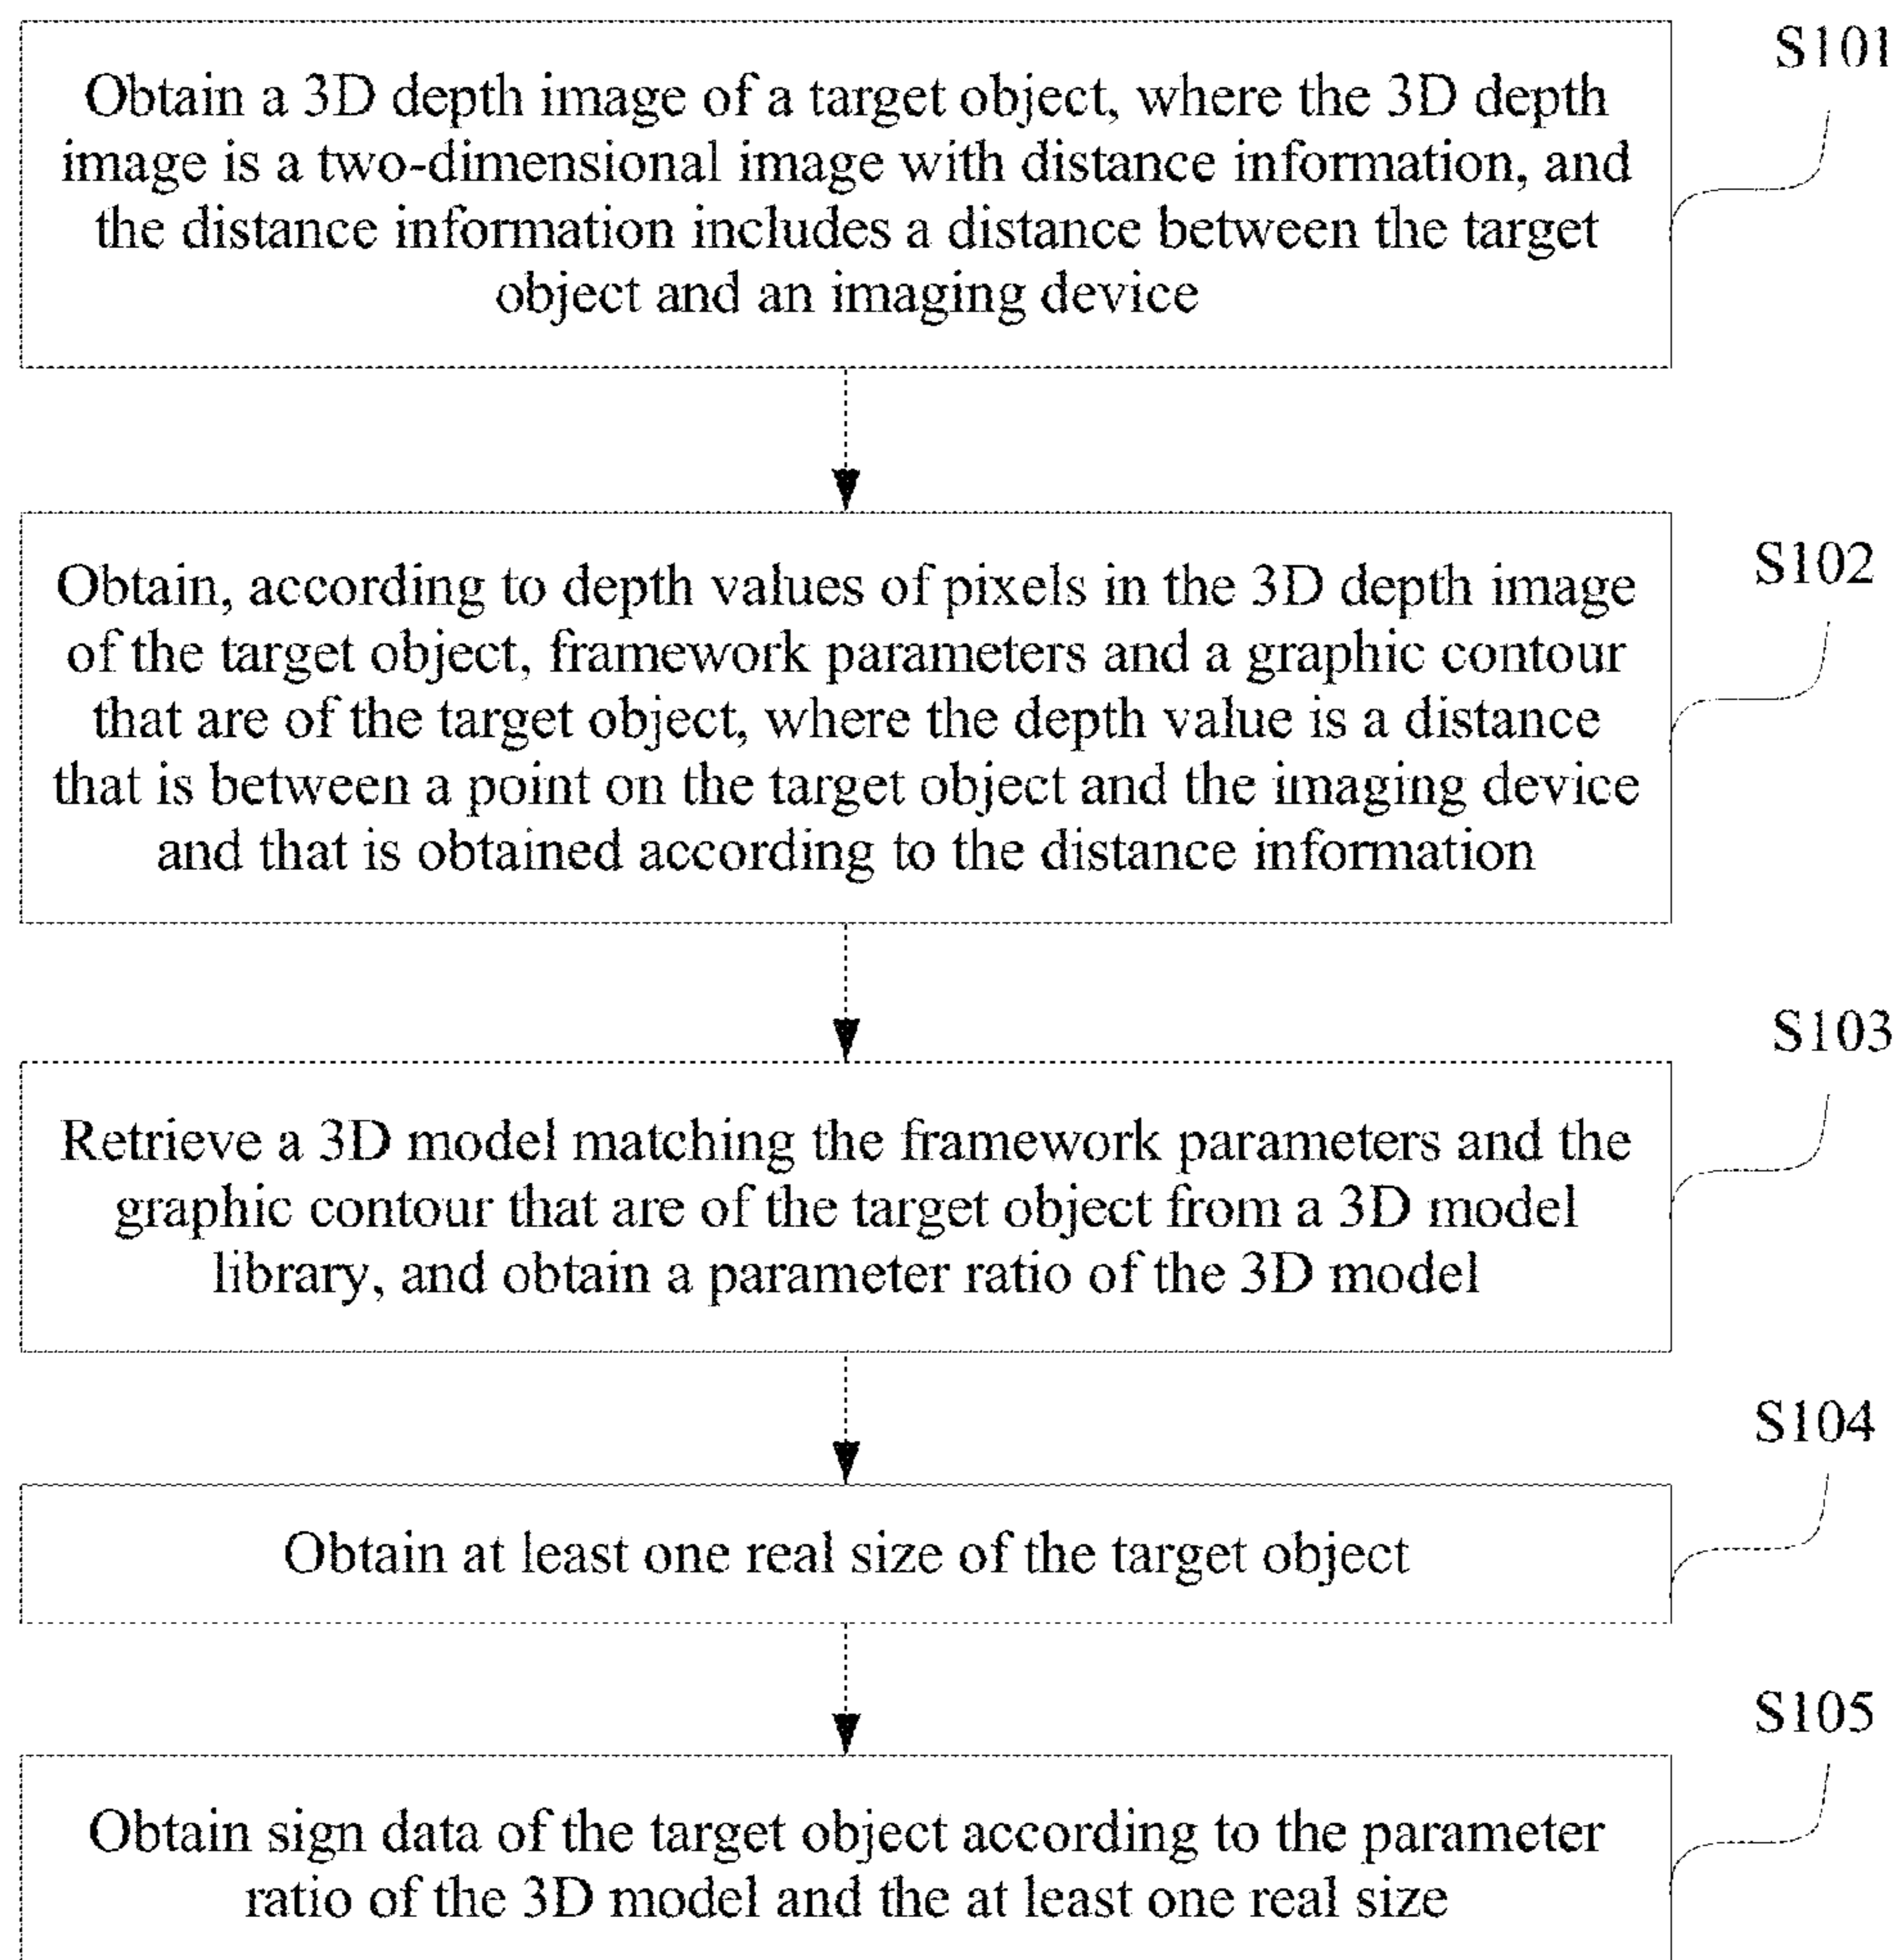 S101
Obtain a 3D depth image of a target object, where the 3D depth
image is a two-dimensional image with distance information, and
the distance information includes a distance between the target
object and an imaging device
S102
Obtain, according to depth values of pixels in the 3D depth image
of the target object, framework parameters and a graphic contour
that are of the target object, where the depth value is a distance
that is between a point on the target object and the imaging device
and that is obtained according to the distance information
S103
Retrieve a 3D model matching the framework parameters and the
graphic contour that are of the target object from a 3D model
library, and obtain a parameter ratio of the 3D model
S104
Obtain at least one real size of the target object
S105
Obtain sign data of the target object according to the parameter
ratio of the 3D model and the at least one real size